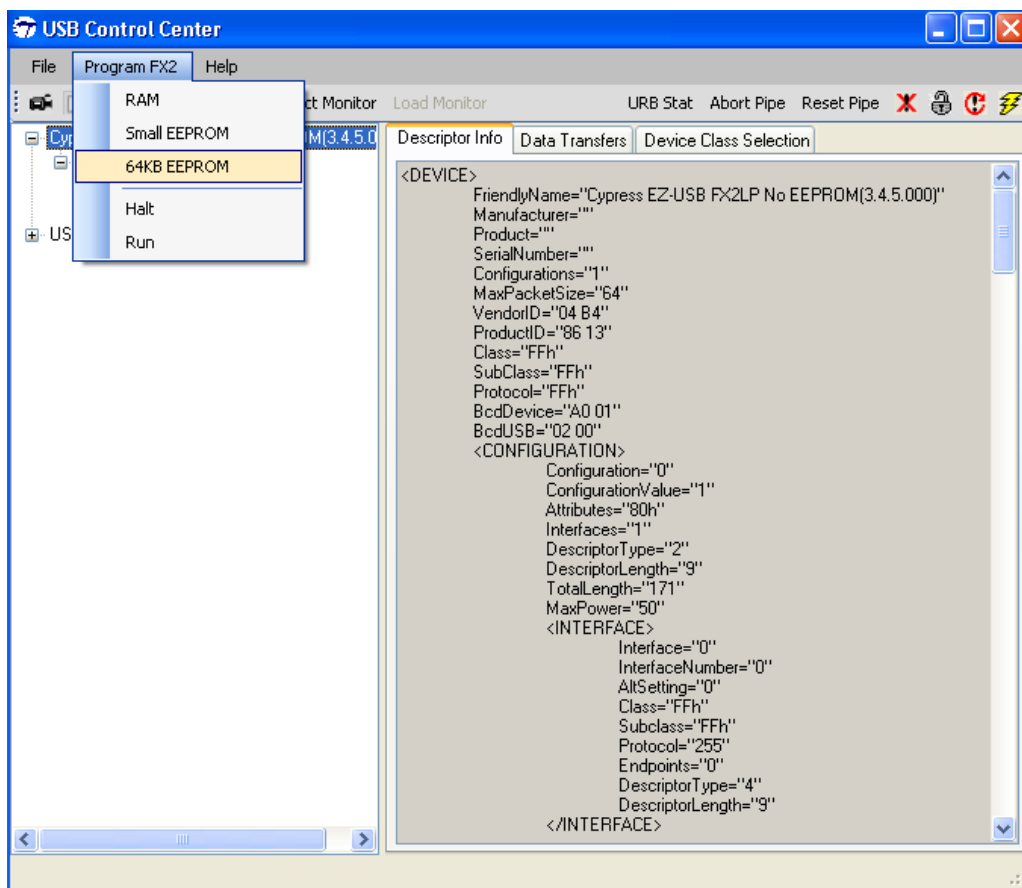 USB Control Center
File Program FX2 Help
RAM
Small EEPROM
64KB EEPROM
Halt
Run
ct Monitor Load Monitor URB Stat Abort Pipe Reset Pipe
Cyp OM(3.4.5.0
US
Descriptor Info Data Transfers Device Class Selection
<DEVICE>
FriendlyName="Cypress EZ-USB FX2LP No EEPROM(3.4.5.000)"
Manufacturer=""
Product=""
SerialNumber=""
Configurations="1"
MaxPacketSize="64"
VendorID="04 B4"
ProductID="86 13"
Class="FFh"
SubClass="FFh"
Protocol="FFh"
BcdDevice="A0 01"
BcdUSB="02 00"
<CONFIGURATION>
Configuration="0"
ConfigurationValue="1"
Attributes="80h"
Interfaces="1"
DescriptorType="2"
DescriptorLength="9"
TotalLength="171"
MaxPower="50"
<INTERFACE>
Interface="0"
InterfaceNumber="0"
AltSetting="0"
Class="FFh"
Subclass="FFh"
Protocol="255"
Endpoints="0"
DescriptorType="4"
DescriptorLength="9"
</INTERFACE>